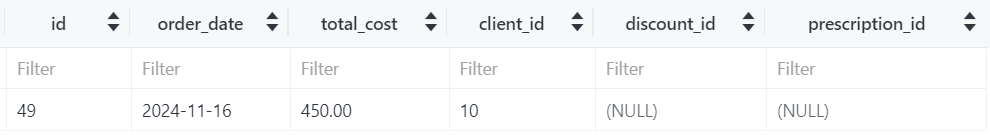 id order_date total_cost client_id discount_id prescription_id
Filter Filter Filter Filter Filter Filter
49 2024-11-16 450.00 10 (NULL) (NULL)